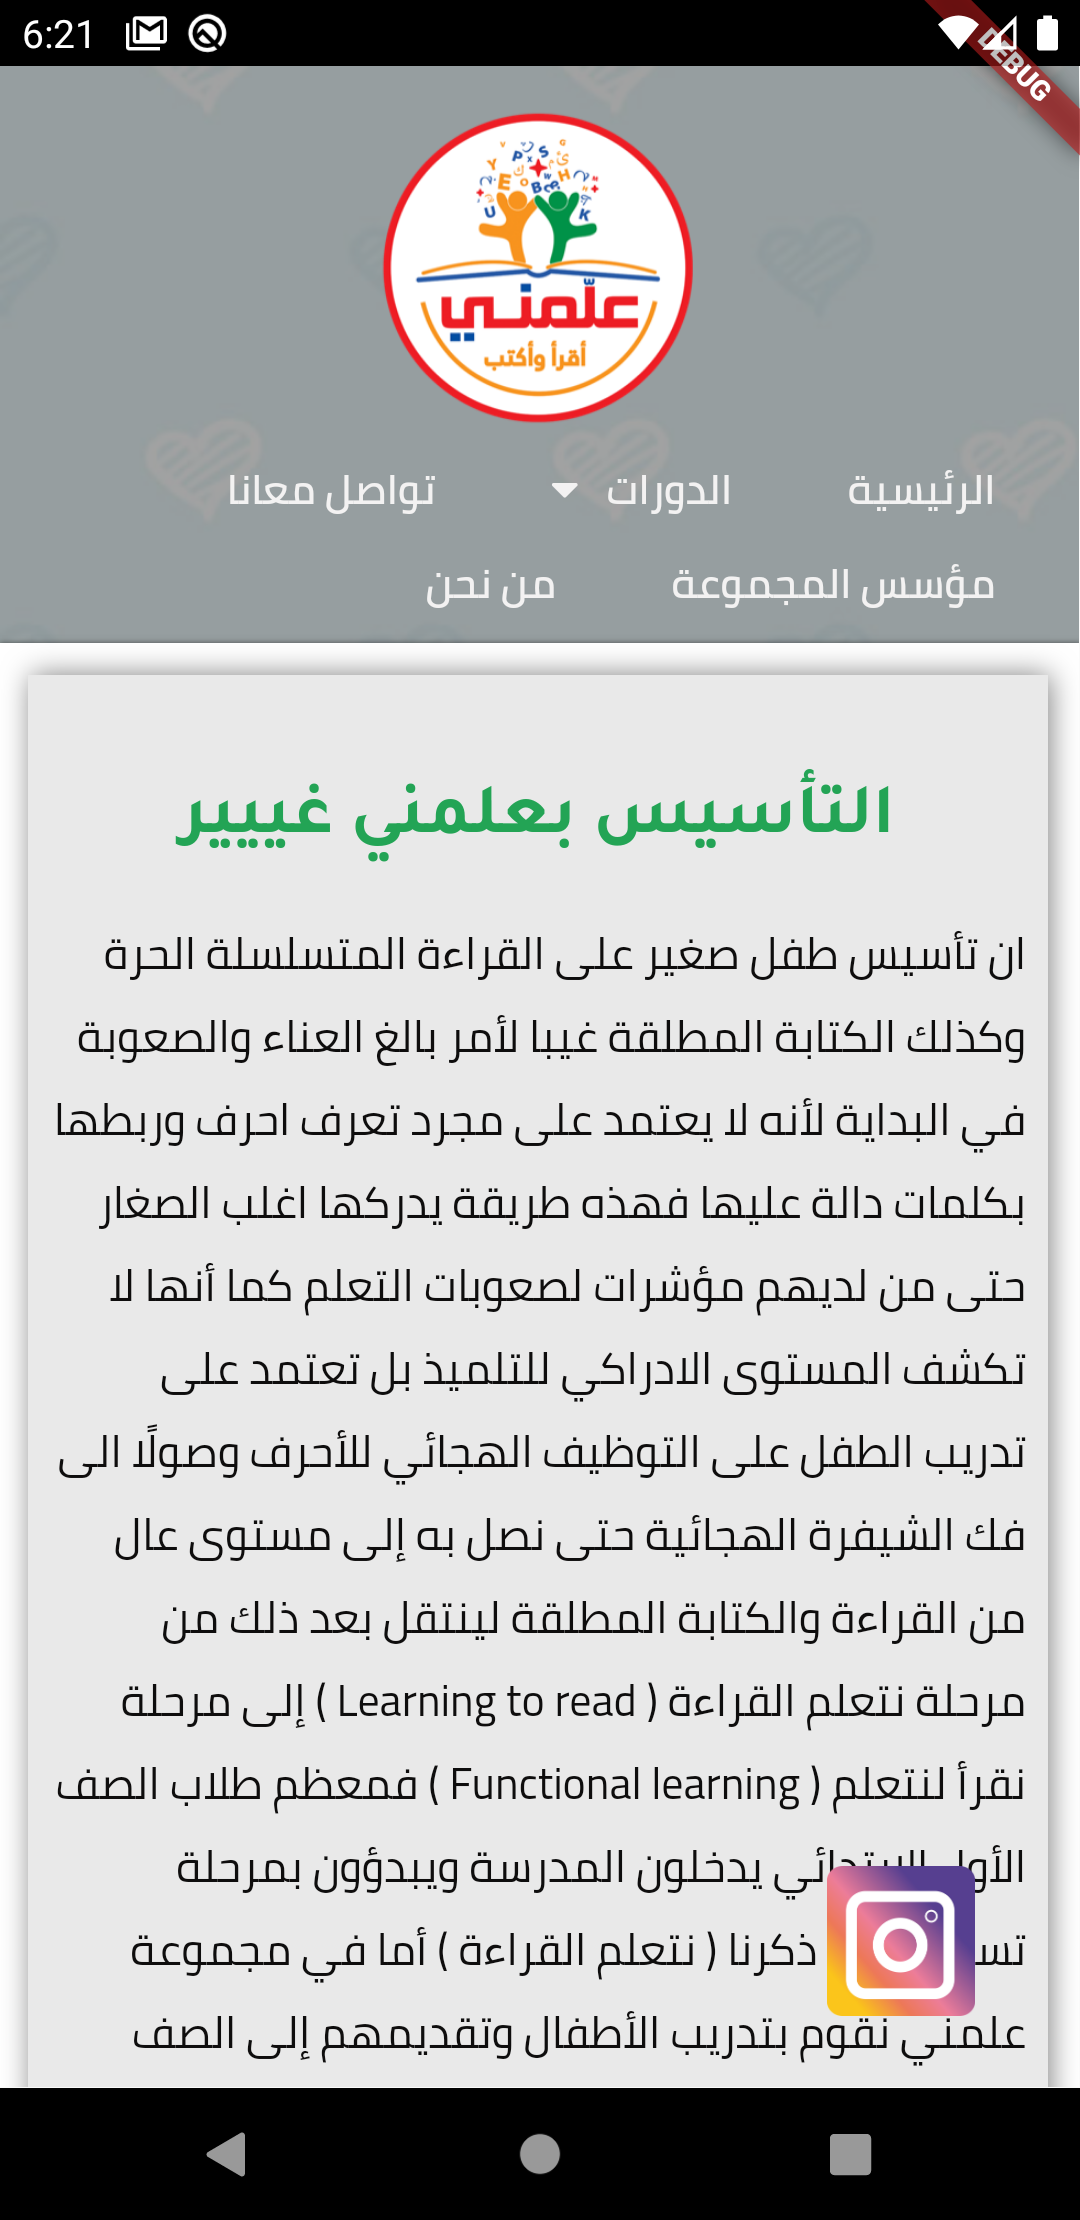 6:21
DEBUG
علّمني
أقرأ وأكتب
الرئيسية
الدورات
تواصل معانا
مؤسس المجموعة
من نحن
التأسيس بعلمني غيييير
ان تأسيس طفل صغير على القراءة المتسلسلة الحرة
وكذلك الكتابة المطلقة غيبا لأمر بالغ العناء والصعوبة
في البداية لأنه لا يعتمد على مجرد تعرف احرف وربطها
بكلمات دالة عليها فهذه طريقة يدركها اغلب الصغار
حتى من لديهم مؤشرات لصعوبات التعلم كما أنها لا
تكشف المستوى الادراكي للتلميذ بل تعتمد على
تدريب الطفل على التوظيف الهجائي للأحرف وصولًا الى
فك الشيفرة الهجائية حتى نصل به إلى مستوى عال
من القراءة والكتابة المطلقة لينتقل بعد ذلك من
مرحلة نتعلم القراءة ( Learning to read ) إلى مرحلة
نقرأ لنتعلم ( Functional learning ) فمعظم طلاب الصف
الأول الابتدائي يدخلون المدرسة ويبدؤون بمرحلة
ذكرنا ( نتعلم القراءة ) أما في مجموعة
علمني نقوم بتدريب الأطفال وتقديمهم إلى الصف